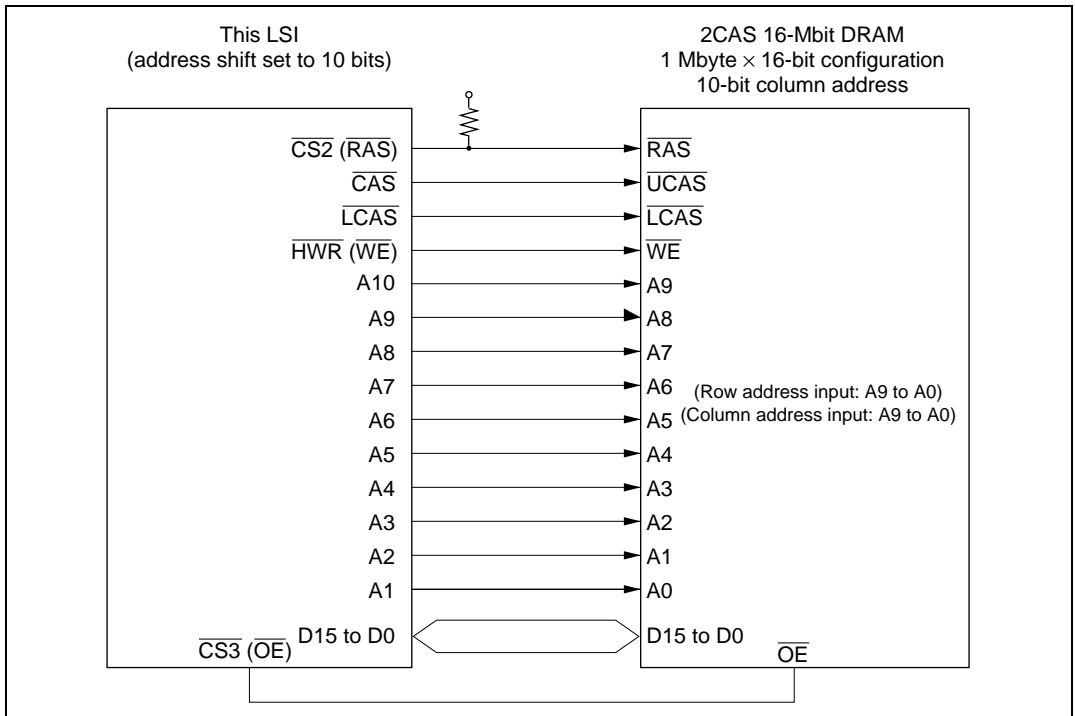 This LSI
(address shift set to 10 bits)
2CAS 16-Mbit DRAM
1 Mbyte × 16-bit configuration
10-bit column address
CS2 (RAS)
RAS
CAS
UCAS
LCAS
LCAS
HWR (WE)
WE
A10
A9
A9
A8
A8
A7
A7
A6
(Row address input: A9 to A0)
A6
A5
(Column address input: A9 to A0)
A5
A4
A4
A3
A3
A2
A2
A1
A1
A0
D15 to D0
D15 to D0
CS3 (OE)
OE